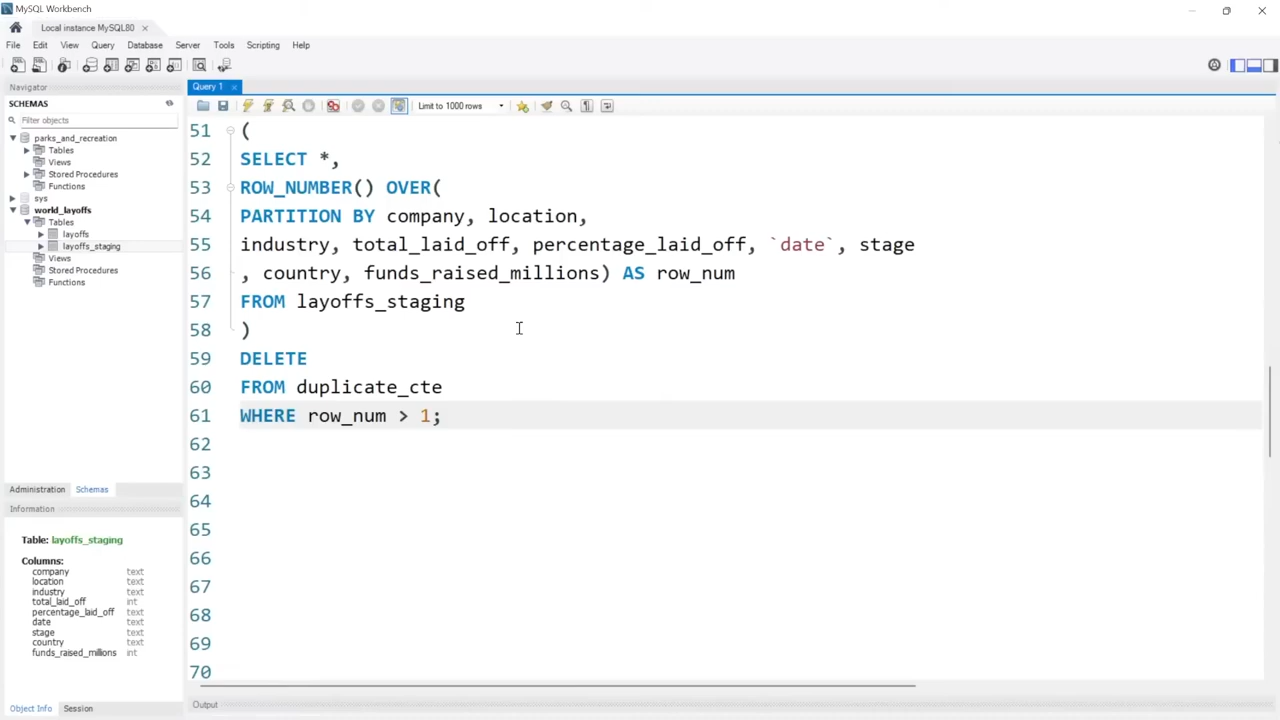 MySQL Workbench
Local instance MySQL80
File Edit View Query Database Server Tools Scripting Help
Navigator
SCHEMAS
Filter objects
parks_and_recreation
Tables
Views
Stored Procedures
Functions
sys
world_layoffs
Tables
layoffs
layoffs_staging
Views
Stored Procedures
Functions
Administration Schemas
Information
Table: layoffs_staging
Columns:
company text
location text
industry text
total_laid_off int
percentage_laid_off text
date text
stage text
country text
funds_raised_millions int
Object Info Session
Query 1
Limit to 1000 rows
51 (
52 SELECT *,
53 ROW_NUMBER() OVER(
54 PARTITION BY company, location,
55 industry, total_laid_off, percentage_laid_off, `date`, stage
56 , country, funds_raised_millions) AS row_num
57 FROM layoffs_staging
58 )
59 DELETE
60 FROM duplicate_cte
61 WHERE row_num > 1;
62
63
64
65
66
67
68
69
70
Output